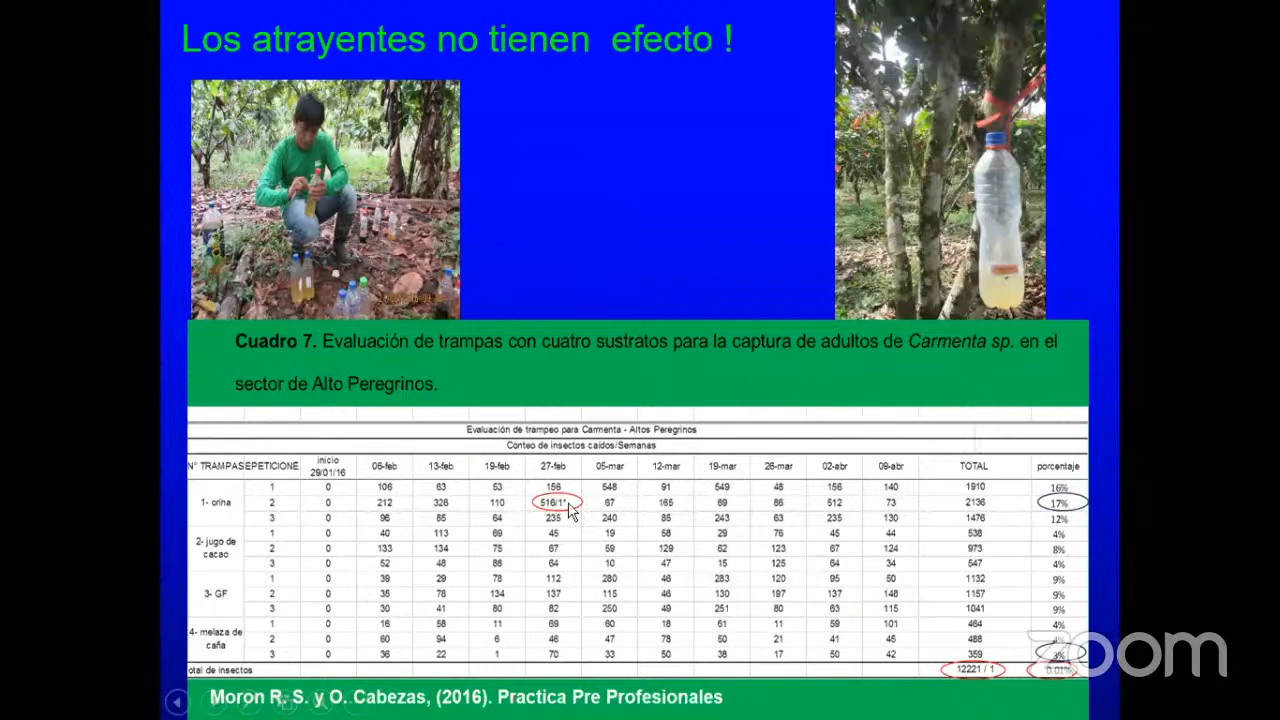 Los atrayentes no tienen efecto !
Cuadro 7. Evaluación de trampas con cuatro sustratos para la captura de adultos de Carmenta sp. en el
sector de Alto Peregrinos.
Evaluación de trampeo para Carmenta - Altos Peregrinos
Conteo de insectos caídos/Semanas
N° TRAMPAS EPETICIONE inicio 29/01/16 06-feb 13-feb 19-feb 27-feb 05-mar 12-mar 19-mar 26-mar 02-abr 09-abr TOTAL porcentaje
1- orina
1 0 106 63 53 156 548 91 549 48 156 140 1910 16%
2 0 212 326 110 516/1* 67 165 69 86 512 73 2136 17%
3 0 96 85 64 235 240 85 243 63 235 130 1476 12%
2- jugo de cacao
1 0 40 113 69 45 19 58 29 76 45 44 538 4%
2 0 133 134 75 67 59 129 62 123 67 124 973 8%
3 0 52 48 88 64 10 47 15 125 64 34 547 4%
3- GF
1 0 39 29 78 112 280 46 283 120 95 50 1132 9%
2 0 35 78 134 137 115 46 130 197 137 148 1157 9%
3 0 30 41 80 82 250 49 251 80 63 115 1041 9%
4- melaza de caña
1 0 16 58 11 69 60 18 61 11 59 101 464 4%
2 0 60 94 6 46 47 78 50 21 41 45 488 4%
3 0 36 22 1 70 33 50 38 17 50 42 359 3%
otal de insectos 12221 / 1 0.01%
Moron R. S. y O. Cabezas, (2016). Practica Pre Profesionales
zoom